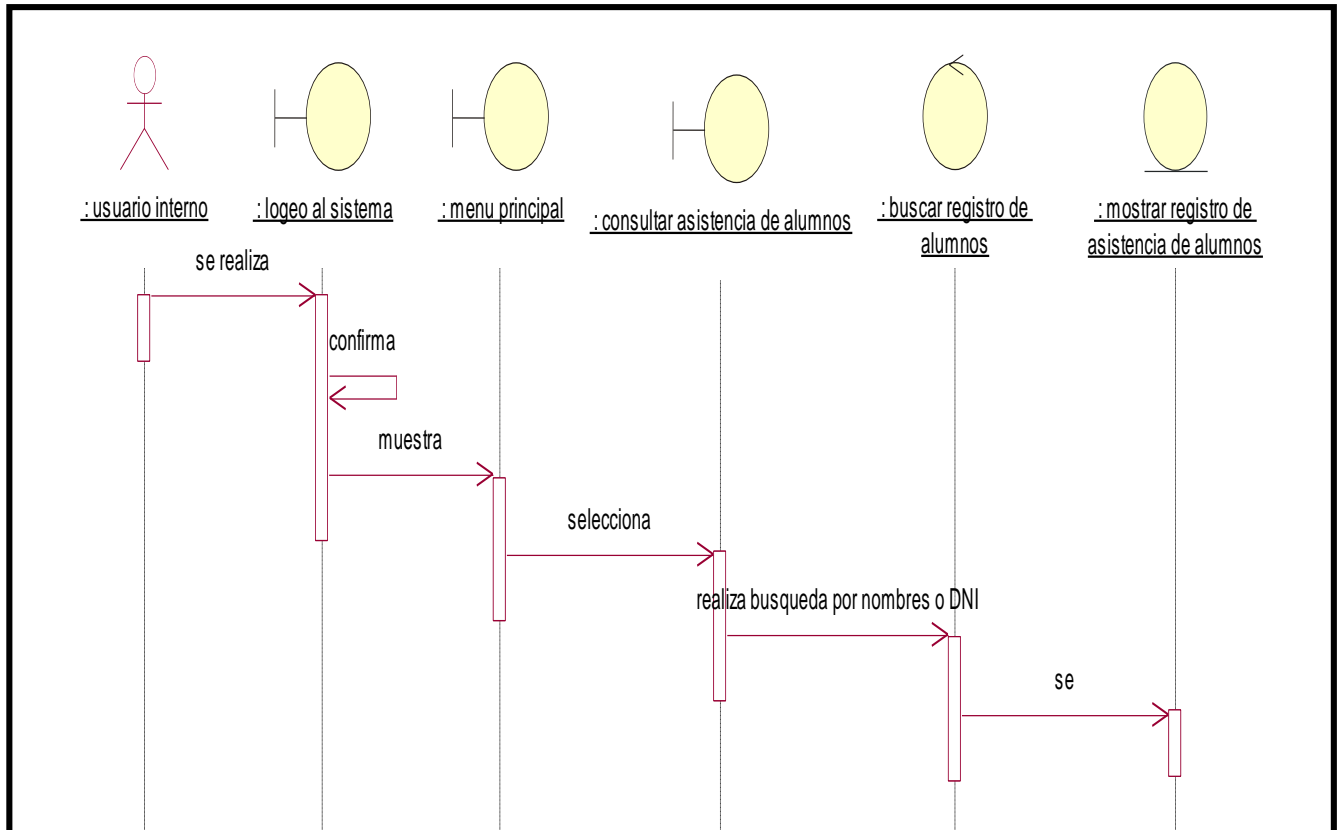 : usuario interno
: logeo al sistema
: menu principal
: consultar asistencia de alumnos
: buscar registro de
alumnos
: mostrar registro de
asistencia de alumnos
se realiza
confirma
muestra
selecciona
realiza busqueda por nombres o DNI
se